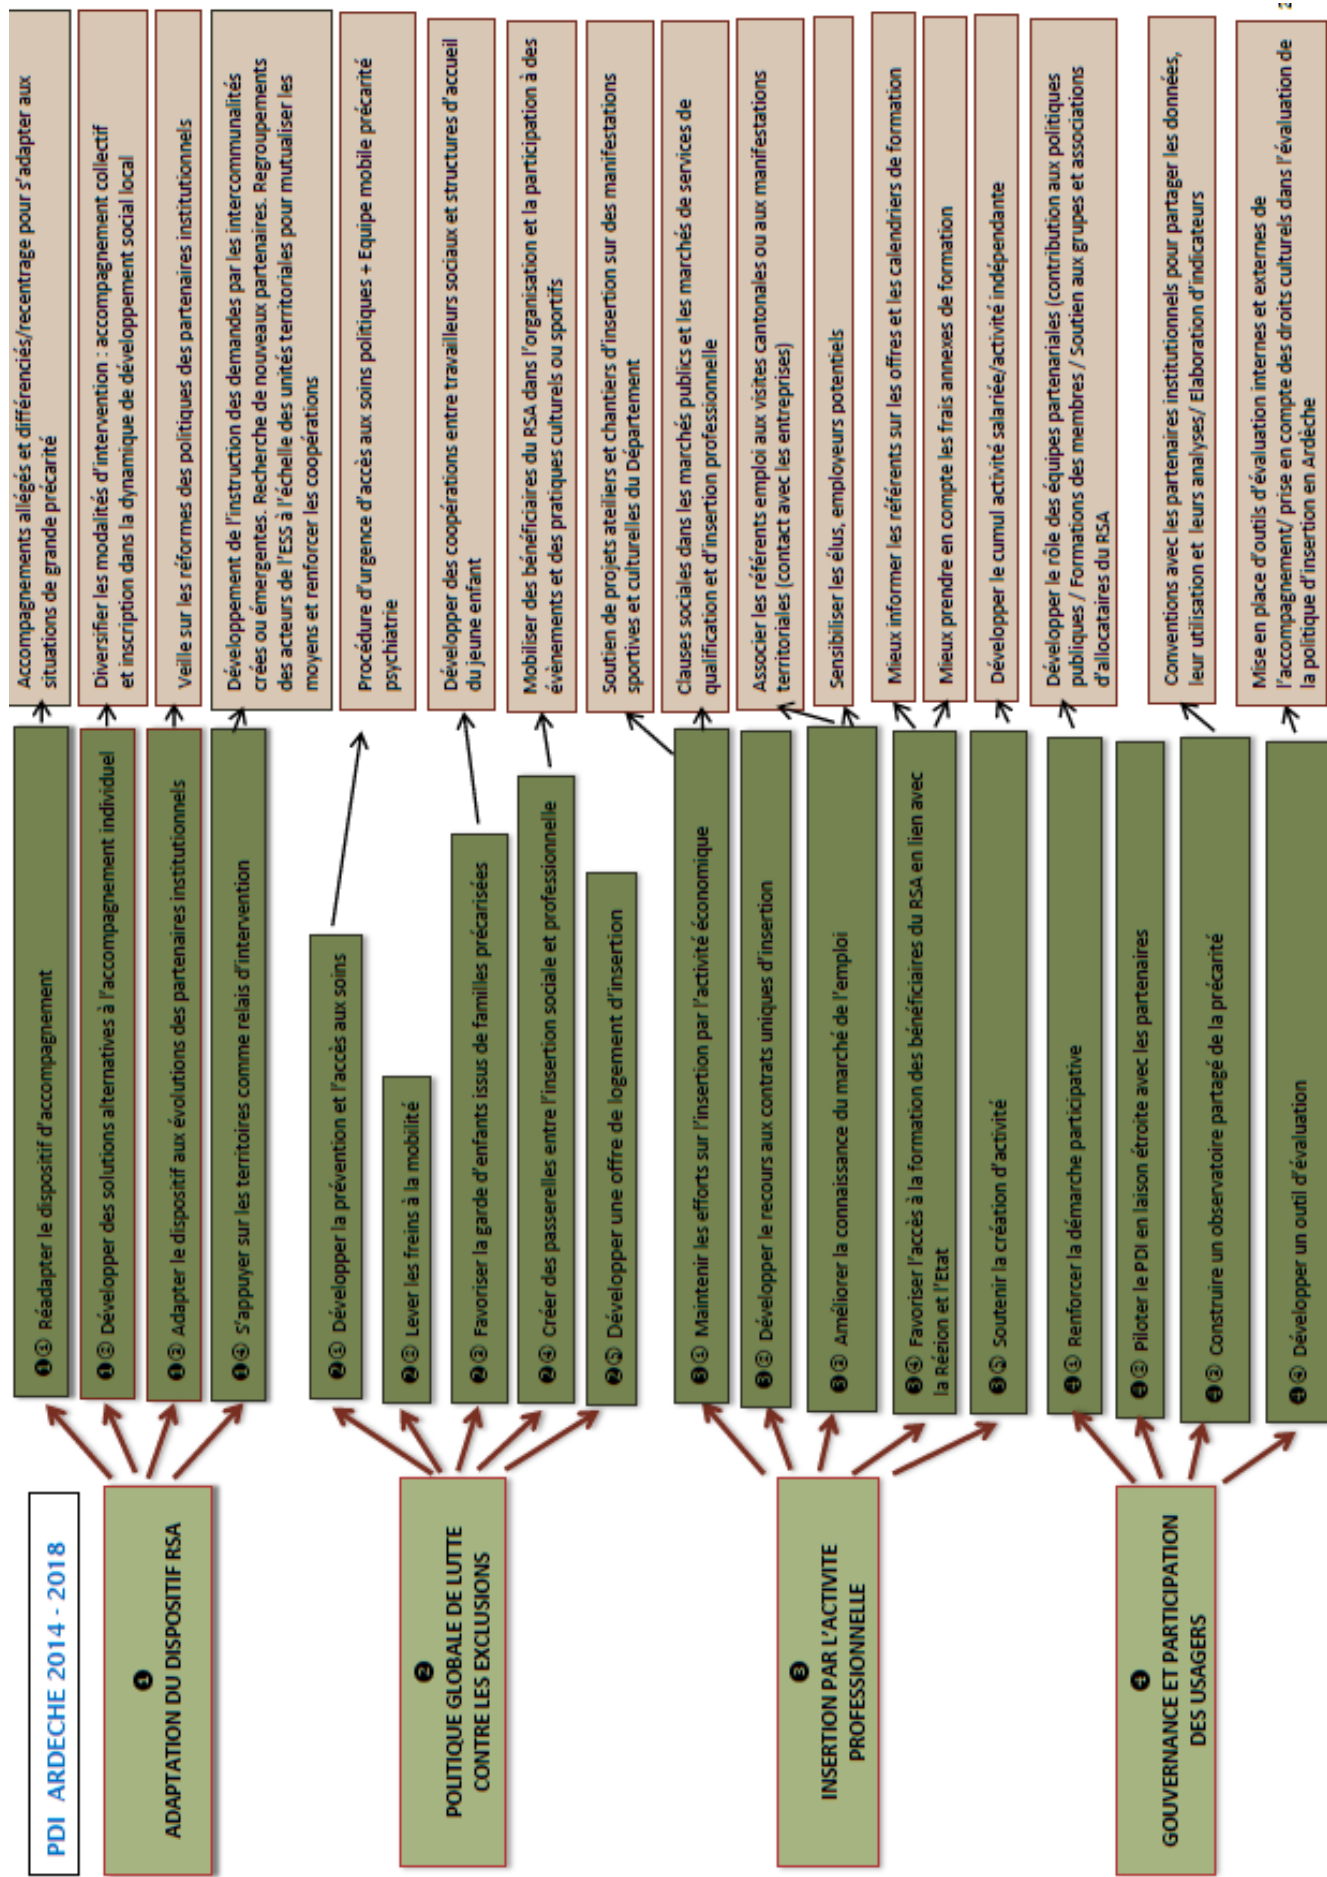 PDI ARDECHE 2014 - 2018
❶
ADAPTATION DU DISPOSITIF RSA
❶① Réadapter le dispositif d'accompagnement
Accompagnements allégés et différenciés/recentrage pour s'adapter aux
situations de grande précarité
❶② Développer des solutions alternatives à l'accompagnement individuel
Diversifier les modalités d'intervention : accompagnement collectif
et inscription dans la dynamique de développement social local
❶③ Adapter le dispositif aux évolutions des partenaires institutionnels
Veille sur les réformes des politiques des partenaires institutionnels
❶④ S'appuyer sur les territoires comme relais d'intervention
Développement de l'instruction des demandes par les intercommunalités
crées ou émergentes. Recherche de nouveaux partenaires. Regroupements
des acteurs de l'ESS à l'échelle des unités territoriales pour mutualiser les
moyens et renforcer les coopérations
❷
POLITIQUE GLOBALE DE LUTTE
CONTRE LES EXCLUSIONS
❷① Développer la prévention et l'accès aux soins
Procédure d'urgence d'accès aux soins politiques + Equipe mobile précarité
psychiatrie
❷② Lever les freins à la mobilité
❷③ Favoriser la garde d'enfants issus de familles précarisées
Développer des coopérations entre travailleurs sociaux et structures d'accueil
du jeune enfant
❷④ Créer des passerelles entre l'insertion sociale et professionnelle
Mobiliser des bénéficiaires du RSA dans l'organisation et la participation à des
évènements et des pratiques culturels ou sportifs
❷⑤ Développer une offre de logement d'insertion
❸
INSERTION PAR L'ACTIVITE
PROFESSIONNELLE
❸① Maintenir les efforts sur l'insertion par l'activité économique
Soutien de projets ateiliers et chantiers d'insertion sur des manifestations
sportives et culturelles du Département
Clauses sociales dans les marchés publics et les marchés de services de
qualification et d'insertion professionnelle
❸② Développer le recours aux contrats uniques d'insertion
❸③ Améliorer la connaissance du marché de l'emploi
Associer les référents emploi aux visites cantonales ou aux manifestations
territoriales (contact avec les entreprises)
Sensibiliser les élus, employeurs potentiels
❸④ Favoriser l'accès à la formation des bénéficiaires du RSA en lien avec
la Région et l'Etat
Mieux informer les référents sur les offres et les calendriers de formation
Mieux prendre en compte les frais annexes de formation
❸⑤ Soutenir la création d'activité
Développer le cumul activité salariée/activité indépendante
❹
GOUVERNANCE ET PARTICIPATION
DES USAGERS
❹① Renforcer la démarche participative
Développer le rôle des équipes partenariales (contribution aux politiques
publiques / Formations des membres / Soutien aux groupes et associations
d'allocataires du RSA
❹② Piloter le PDI en liaison étroite avec les partenaires
❹③ Construire un observatoire partagé de la précarité
Conventions avec les partenaires institutionnels pour partager les données,
leur utilisation et leurs analyses/ Elaboration d'indicateurs
❹④ Développer un outil d'évaluation
Mise en place d'outils d'évaluation internes et externes de
l'accompagnement/ prise en compte des droits culturels dans l'évaluation de
la politique d'insertion en Ardèche